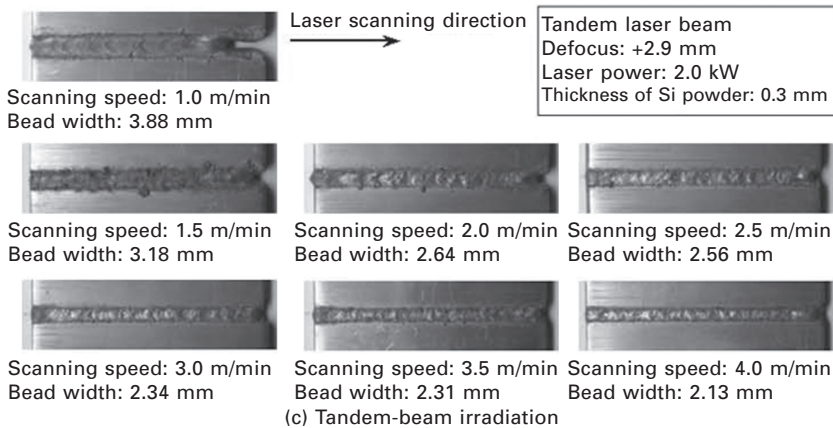 Laser scanning direction
Tandem laser beam
Defocus: +2.9 mm
Laser power: 2.0 kW
Thickness of Si powder: 0.3 mm
Scanning speed: 1.0 m/min
Bead width: 3.88 mm
Scanning speed: 1.5 m/min
Bead width: 3.18 mm
Scanning speed: 2.0 m/min
Bead width: 2.64 mm
Scanning speed: 2.5 m/min
Bead width: 2.56 mm
Scanning speed: 3.0 m/min
Bead width: 2.34 mm
Scanning speed: 3.5 m/min
Bead width: 2.31 mm
Scanning speed: 4.0 m/min
Bead width: 2.13 mm
(c) Tandem-beam irradiation